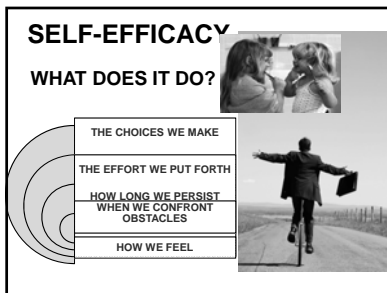 SELF-EFFICACY
WHAT DOES IT DO?
THE CHOICES WE MAKE
THE EFFORT WE PUT FORTH
HOW LONG WE PERSIST
WHEN WE CONFRONT
OBSTACLES
HOW WE FEEL